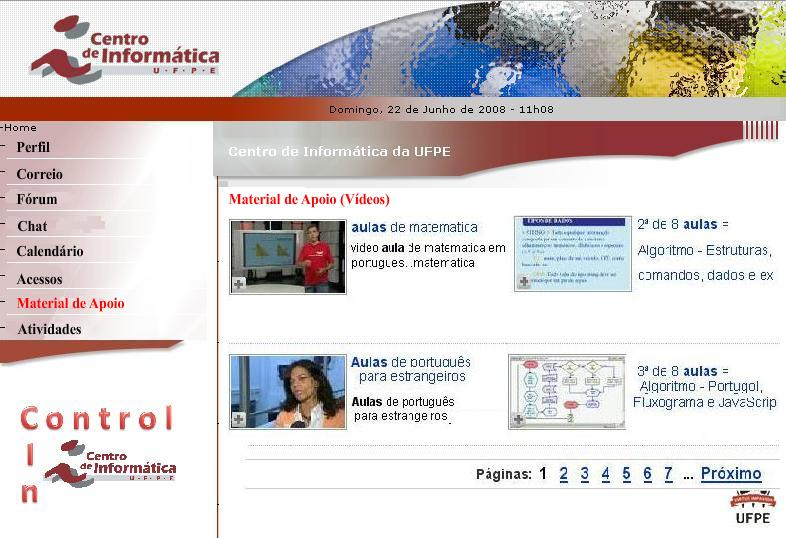 Centro
de Informática
U · F · P · E
Domingo, 22 de Junho de 2008 - 11h08
Home
Perfil
Correio
Fórum
Chat
Calendário
Acessos
Material de Apoio
Atividades
Centro de Informática da UFPE
Material de Apoio (Vídeos)
aulas de matematica
video aula de matematica em
portugues...matematica
TIPOS DE DADOS
2ª de 8 aulas =
Algoritmo - Estruturas,
comandos, dados e ex
Aulas de português
para estrangeiros
Aulas de português
para estrangeiros
3ª de 8 aulas =
Algoritmo - Portugol,
Fluxograma e JavaScrip
Páginas: 1 2 3 4 5 6 7 ... Próximo
Control
In
Centro
de Informática
U · F · P · E
UFPE